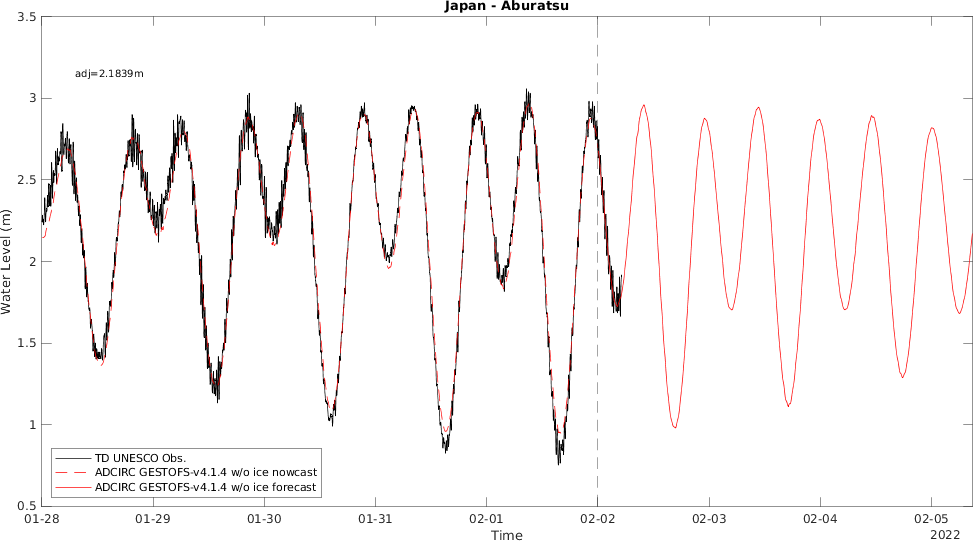 Japan - Aburatsu
adj=2.1839m
Water Level (m)
3.5
3
2.5
2
1.5
1
0.5
TD UNESCO Obs.
ADCIRC GESTOFS-v4.1.4 w/o ice nowcast
ADCIRC GESTOFS-v4.1.4 w/o ice forecast
01-28 01-29 01-30 01-31 02-01 02-02 02-03 02-04 02-05
Time
2022